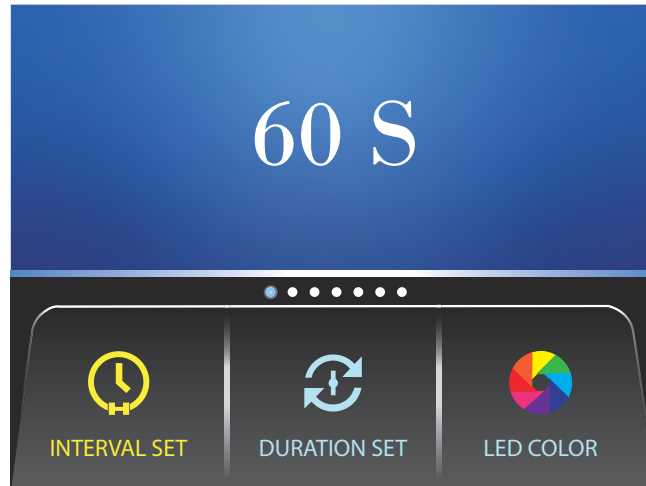 60 S
INTERVAL SET
DURATION SET
LED COLOR